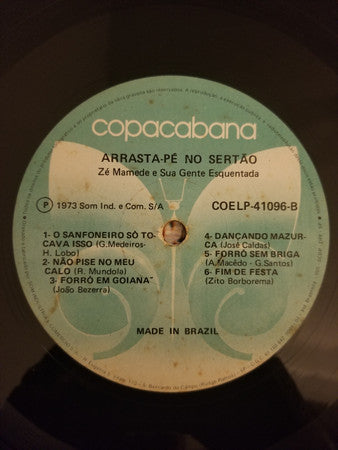 copacabana
ARRASTA-PÉ NO SERTÃO
Zé Mamede e Sua Gente Esquentada
P 1973 Som Ind. e Com. S/A
COELP-41096-B
1- O SANFONEIRO SÓ TO-
CAVA ISSO (G.Medeiros-
H. Lobo)
2- NÃO PISE NO MEU
CALO (R. Mundola)
3- FORRÓ EM GOIANA
(João Bezerra)
4- DANÇANDO MAZUR-
CA (José Caldas)
5- FORRÓ SEM BRIGA
(A.Macêdo- G.Santos)
6- FIM DE FESTA
(Zito Borborema)
MADE IN BRAZIL